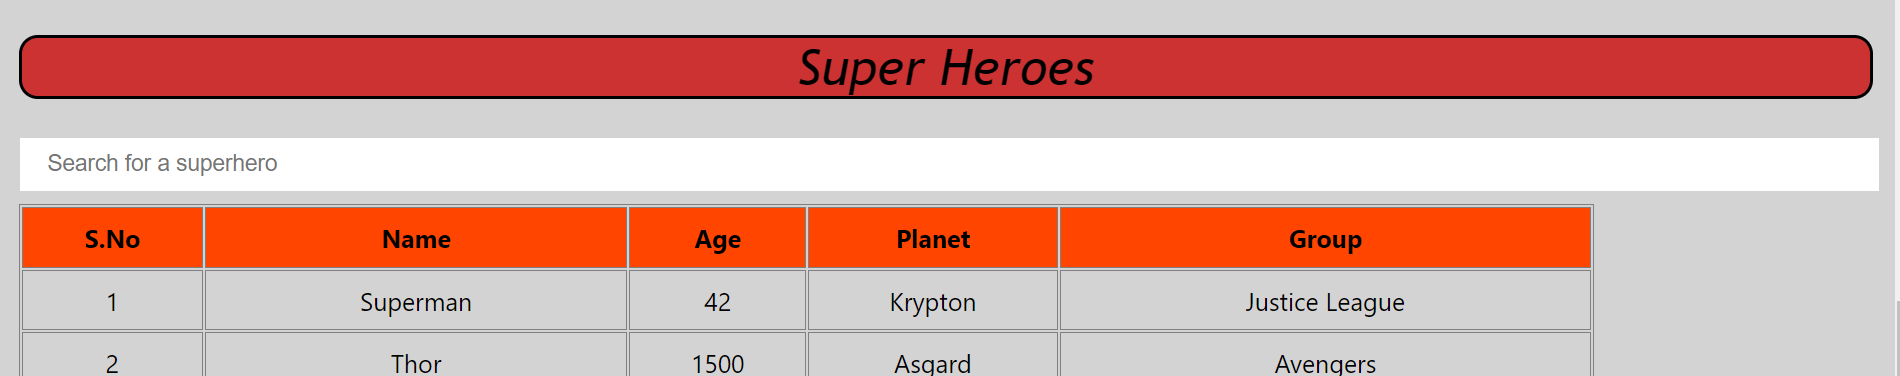 Super Heroes
Search for a superhero
S.No Name Age Planet Group
1 Superman 42 Krypton Justice League
2 Thor 1500 Asgard Avengers